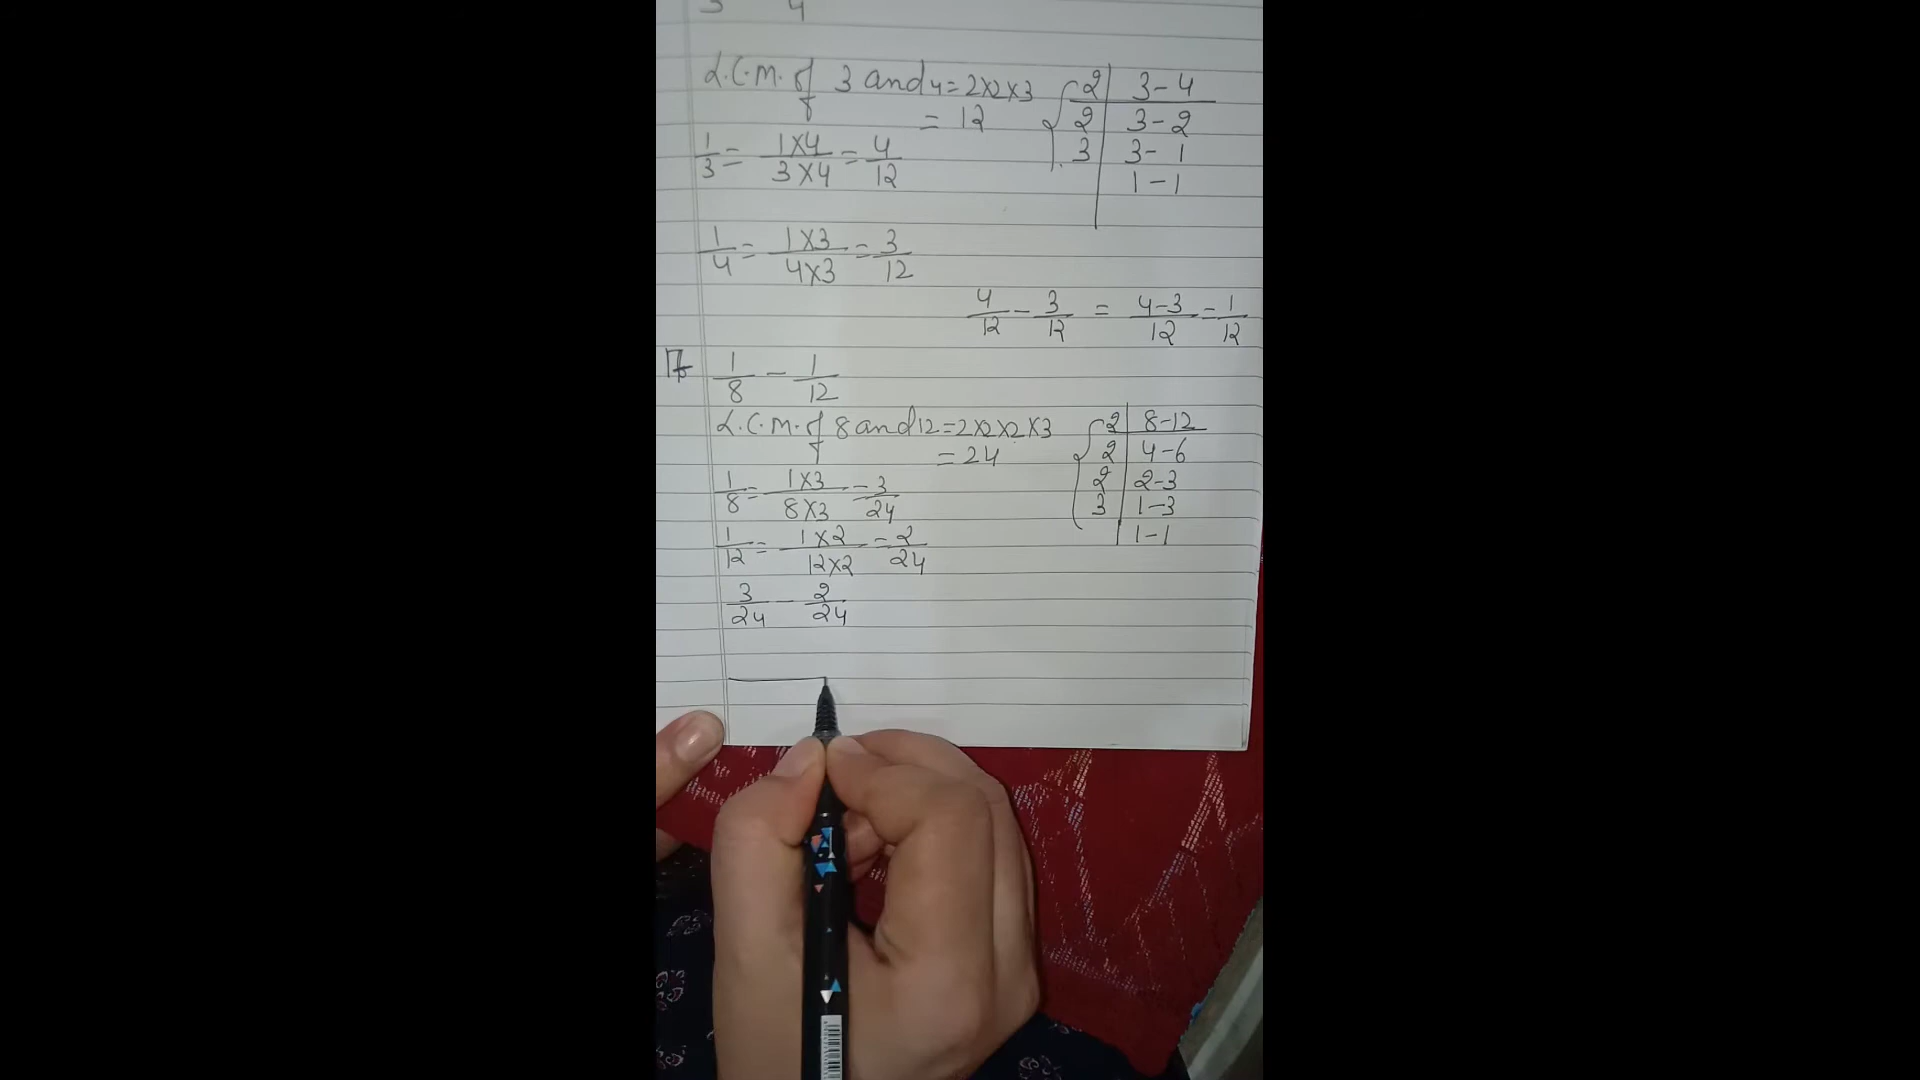 3 4
L.C.M. of 3 and 4 = 2×2×3
= 12
2 | 3-4
2 | 3-2
3 | 3-1
1-1
1/3 = 1×4/3×4 = 4/12
1/4 = 1×3/4×3 = 3/12
4/12 - 3/12 = 4-3/12 = 1/12
1/8 - 1/12
L.C.M. of 8 and 12 = 2×2×2×3
= 24
2 | 8-12
2 | 4-6
2 | 2-3
3 | 1-3
1-1
1/8 = 1×3/8×3 = 3/24
1/12 = 1×2/12×2 = 2/24
3/24 - 2/24